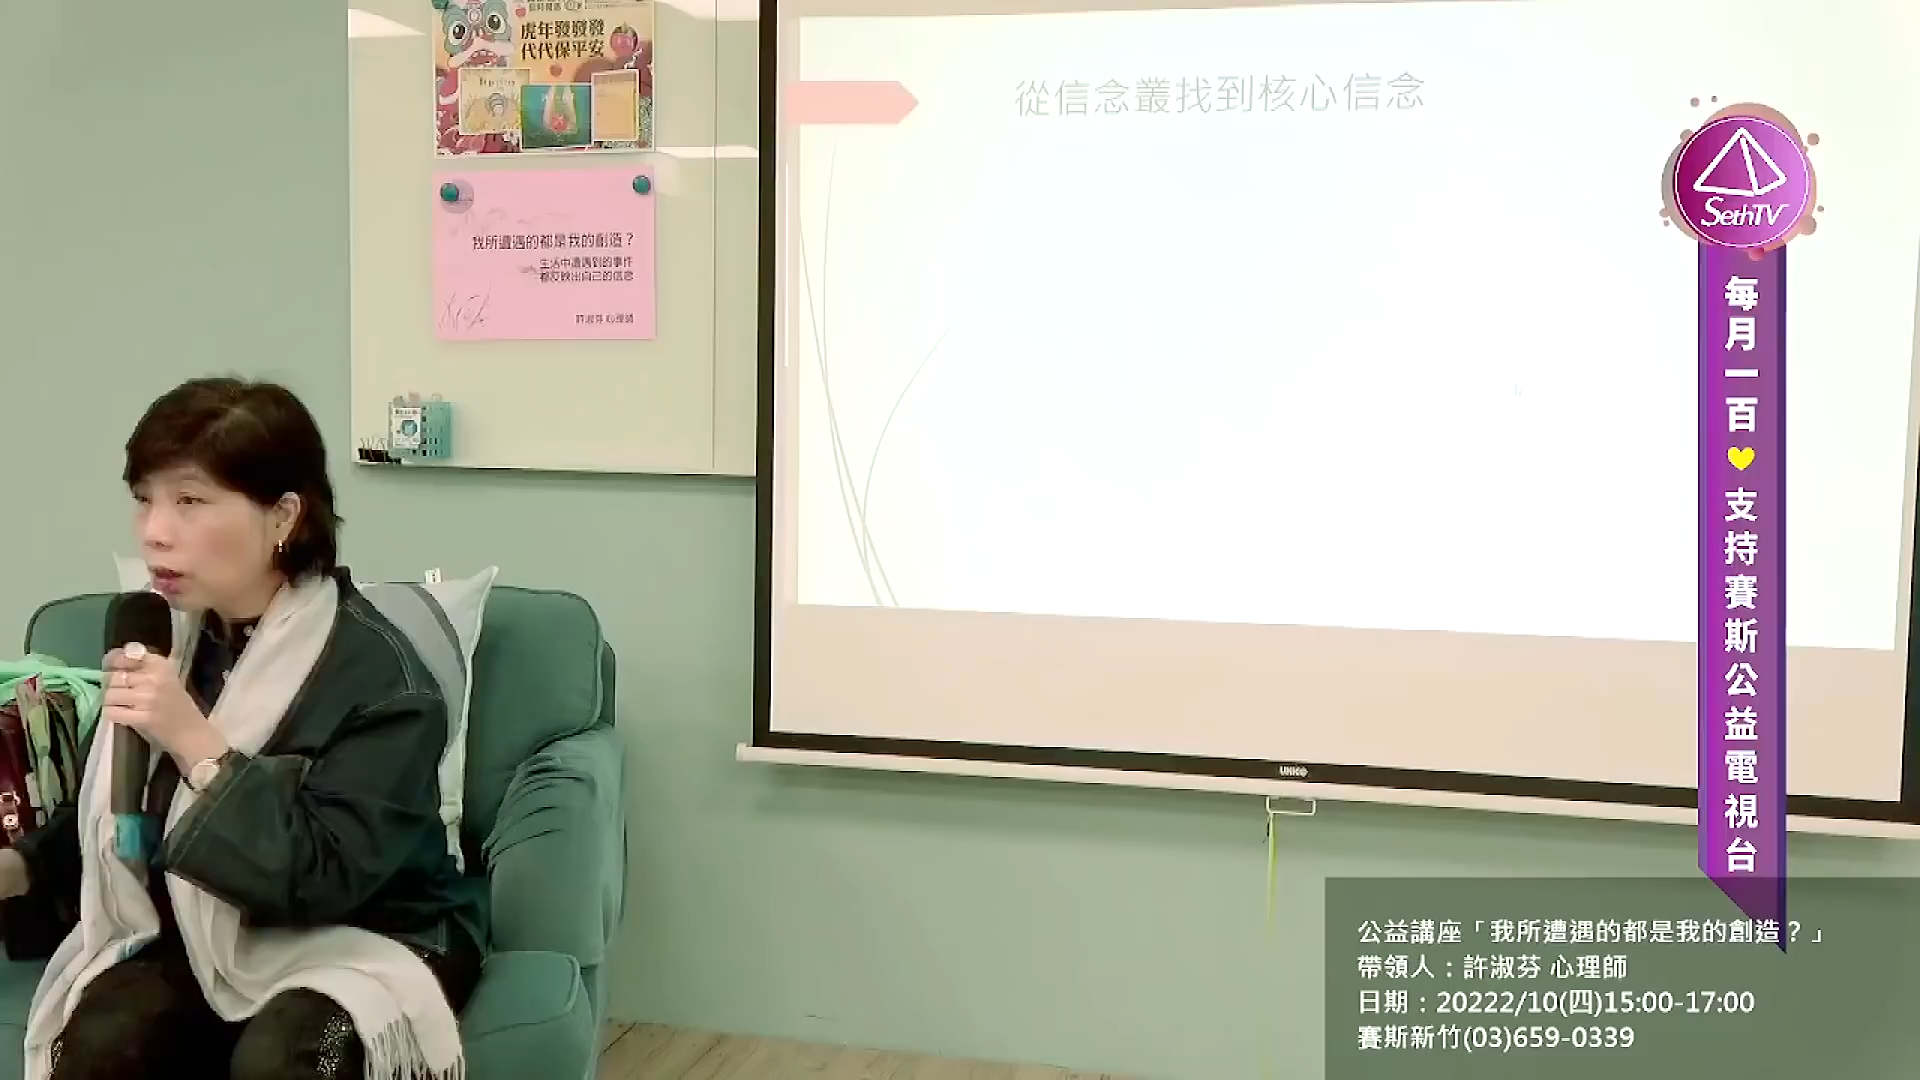 虎年發發發
代代保平安
我所遭遇的都是我的創造？
生活中遭遇到的事件
都反映出自己的信念
許淑芬 心理師
從信念叢找到核心信念
SethTV
每月一百💛支持賽斯公益電視台
公益講座「我所遭遇的都是我的創造？」
帶領人：許淑芬 心理師
日期：20222/10(四)15:00-17:00
賽斯新竹(03)659-0339